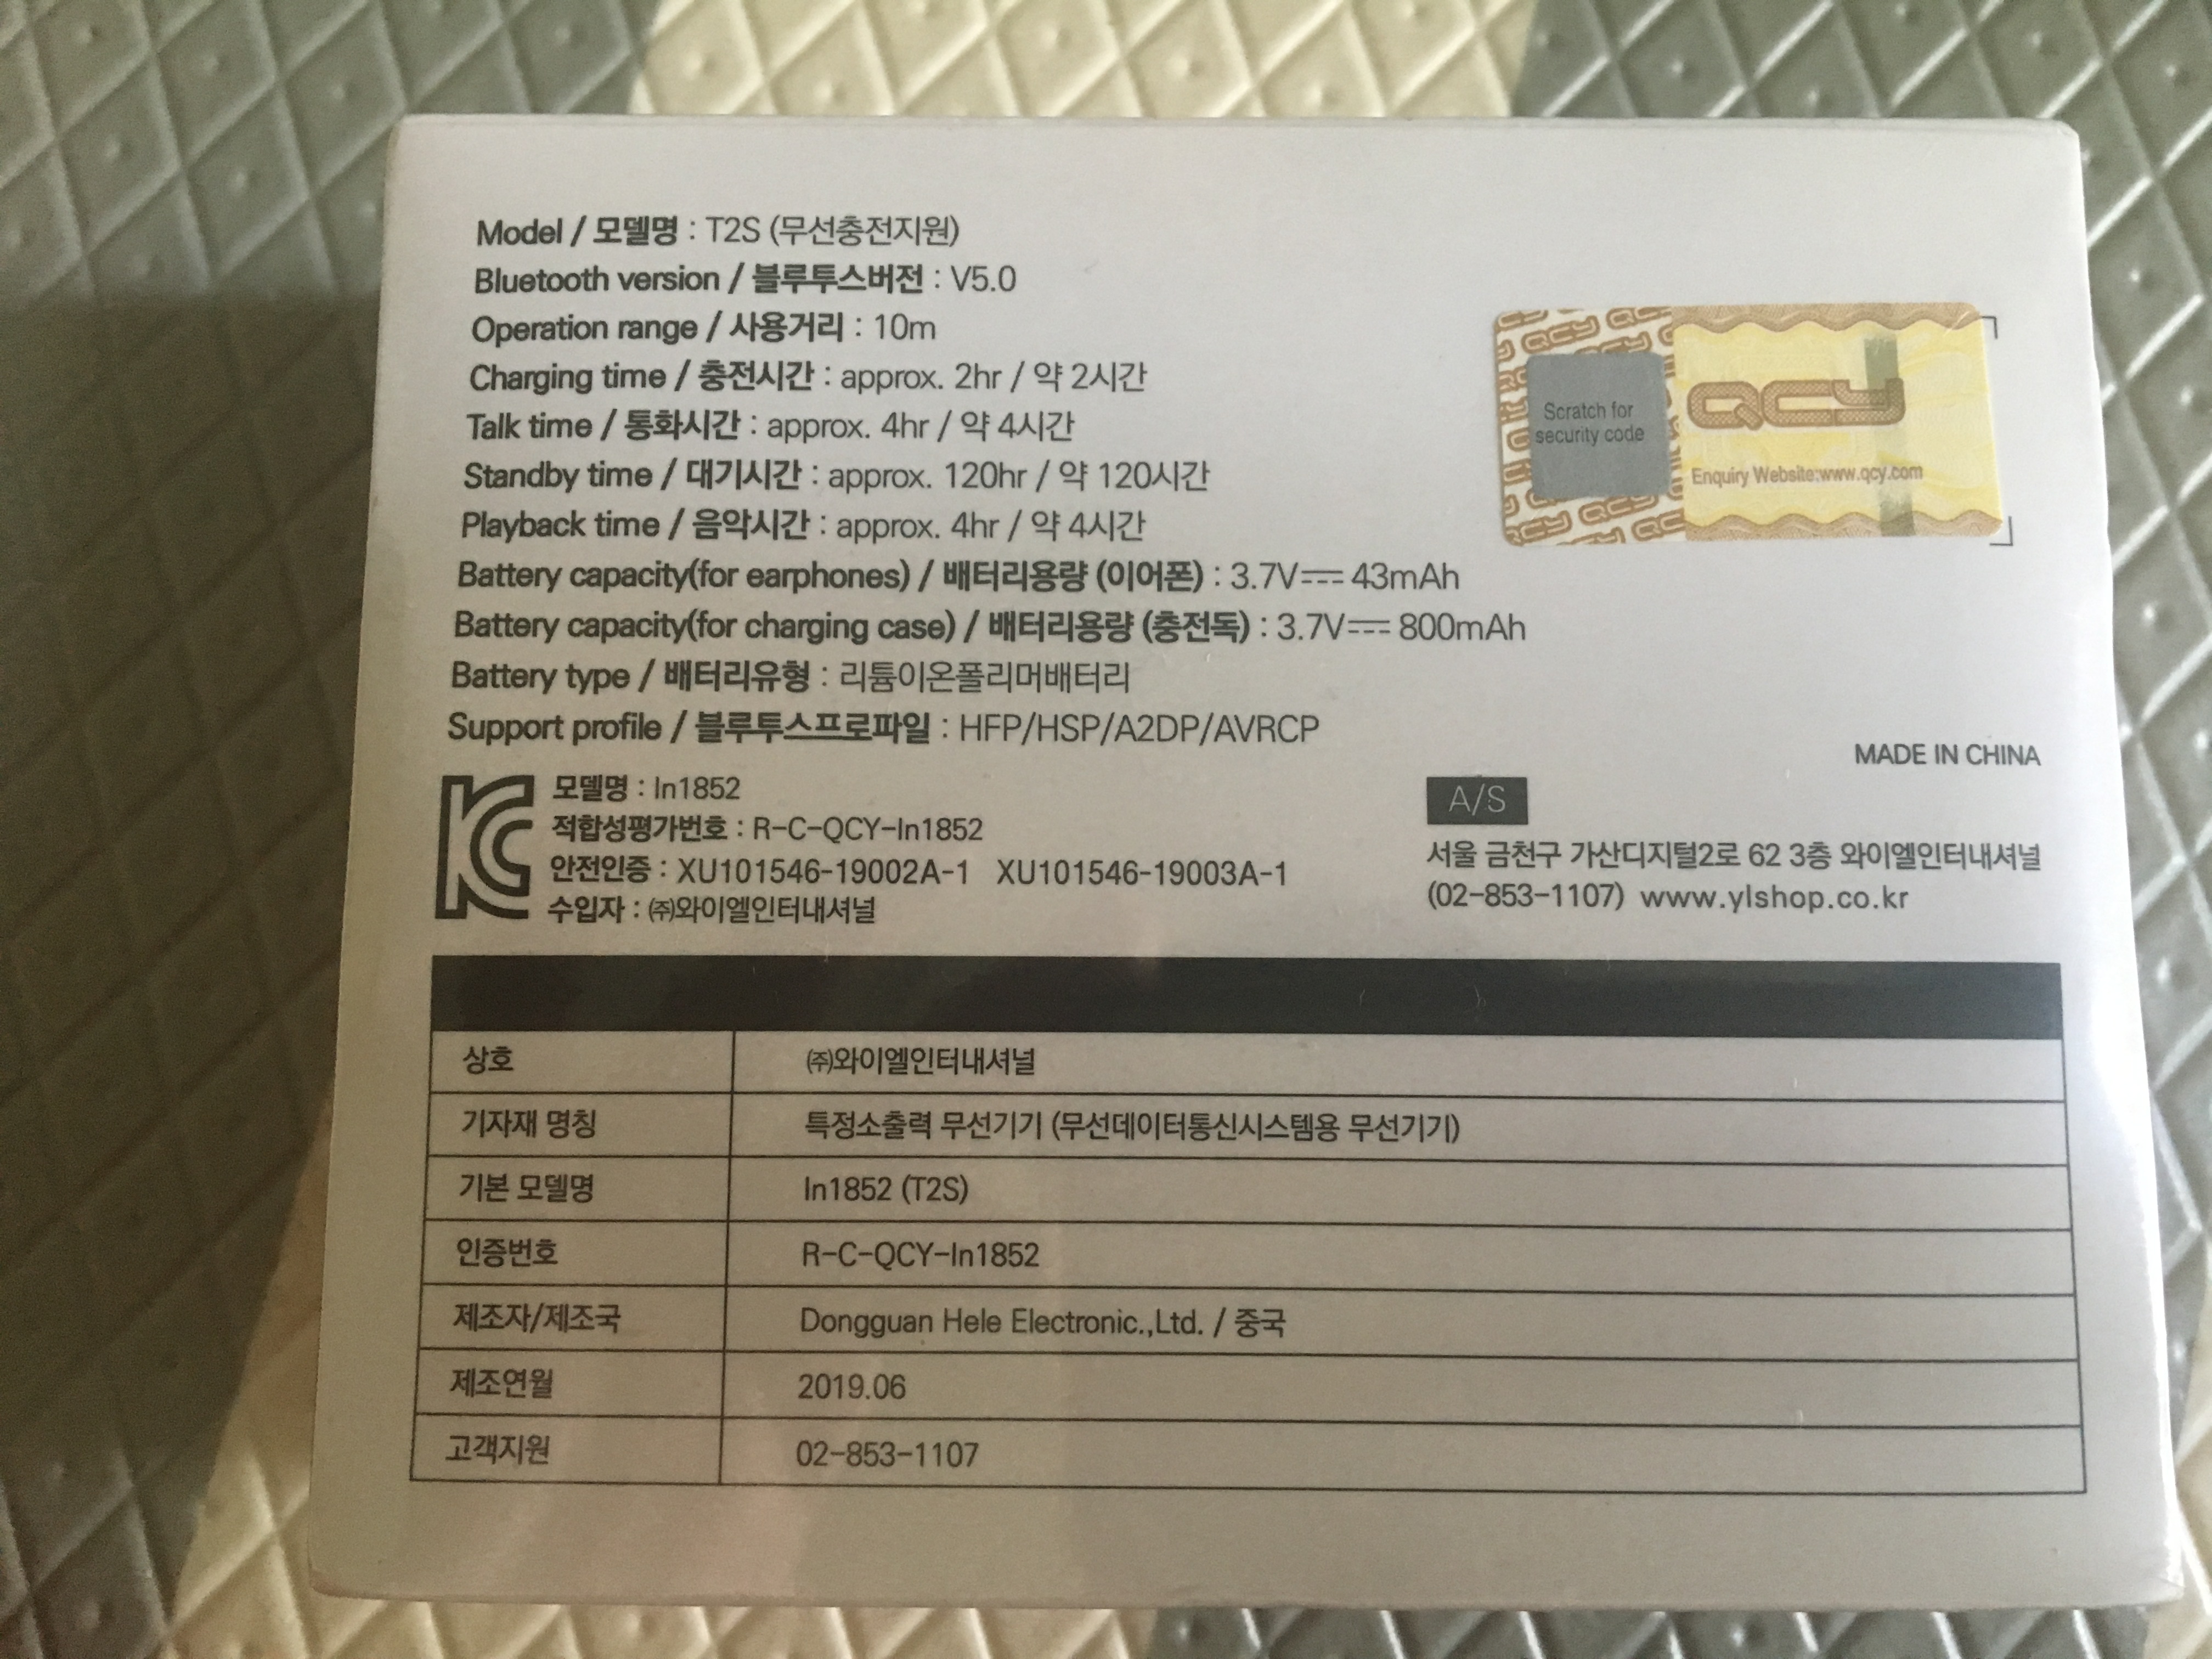 Model / 모델명 : T2S (무선충전지원)
Bluetooth version / 블루투스버전 : V5.0
Operation range / 사용거리 : 10m
Charging time / 충전시간 : approx. 2hr / 약 2시간
Talk time / 통화시간 : approx. 4hr / 약 4시간
Standby time / 대기시간 : approx. 120hr / 약 120시간
Playback time / 음악시간 : approx. 4hr / 약 4시간
Battery capacity(for earphones) / 배터리용량 (이어폰) : 3.7V⎓43mAh
Battery capacity(for charging case) / 배터리용량 (충전독) : 3.7V⎓800mAh
Battery type / 배터리유형 : 리튬이온폴리머배터리
Support profile / 블루투스프로파일 : HFP/HSP/A2DP/AVRCP
Scratch for
security code
QCY
Enquiry Website:www.qcy.com
MADE IN CHINA
모델명 : In1852
적합성평가번호 : R-C-QCY-In1852
안전인증 : XU101546-19002A-1 XU101546-19003A-1
수입자 : ㈜와이엘인터내셔널
A/S
서울 금천구 가산디지털2로 62 3층 와이엘인터내셔널
(02-853-1107) www.ylshop.co.kr
상호 ㈜와이엘인터내셔널
기자재 명칭 특정소출력 무선기기 (무선데이터통신시스템용 무선기기)
기본 모델명 In1852 (T2S)
인증번호 R-C-QCY-In1852
제조자/제조국 Dongguan Hele Electronic.,Ltd. / 중국
제조연월 2019.06
고객지원 02-853-1107